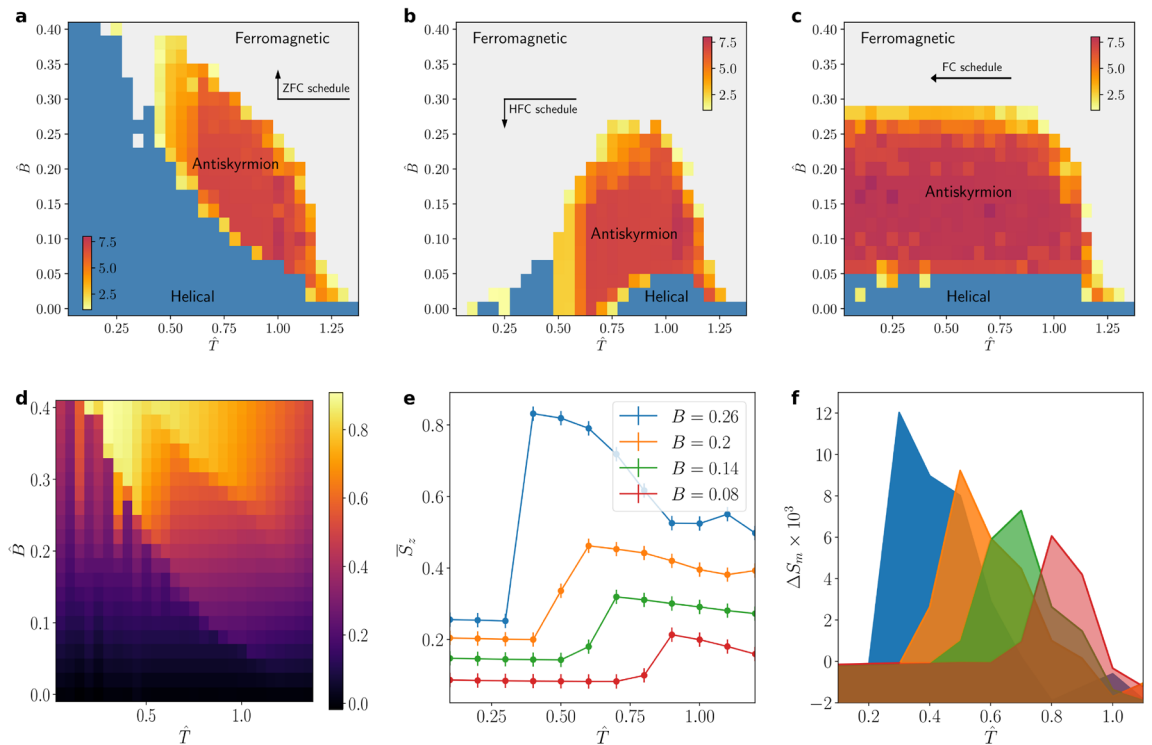 a
b
c
Ferromagnetic
ZFC schedule
Antiskyrmion
Helical
7.5
5.0
2.5
0.40
0.35
0.30
0.25
0.20
0.15
0.10
0.05
0.00
B̂
0.25 0.50 0.75 1.00 1.25
T̂
Ferromagnetic
HFC schedule
Antiskyrmion
Helical
7.5
5.0
2.5
0.40
0.35
0.30
0.25
0.20
0.15
0.10
0.05
0.00
B̂
0.25 0.50 0.75 1.00 1.25
T̂
Ferromagnetic
FC schedule
Antiskyrmion
Helical
7.5
5.0
2.5
0.40
0.35
0.30
0.25
0.20
0.15
0.10
0.05
0.00
B̂
0.25 0.50 0.75 1.00 1.25
T̂
d
0.4
0.3
0.2
0.1
0.0
B̂
0.5 1.0
T̂
0.8
0.6
0.4
0.2
0.0
e
B = 0.26
B = 0.2
B = 0.14
B = 0.08
0.8
0.6
0.4
0.2
S̅z
0.25 0.50 0.75 1.00
T̂
f
12
10
8
6
4
2
0
−2
ΔSm × 10³
0.2 0.4 0.6 0.8 1.0
T̂